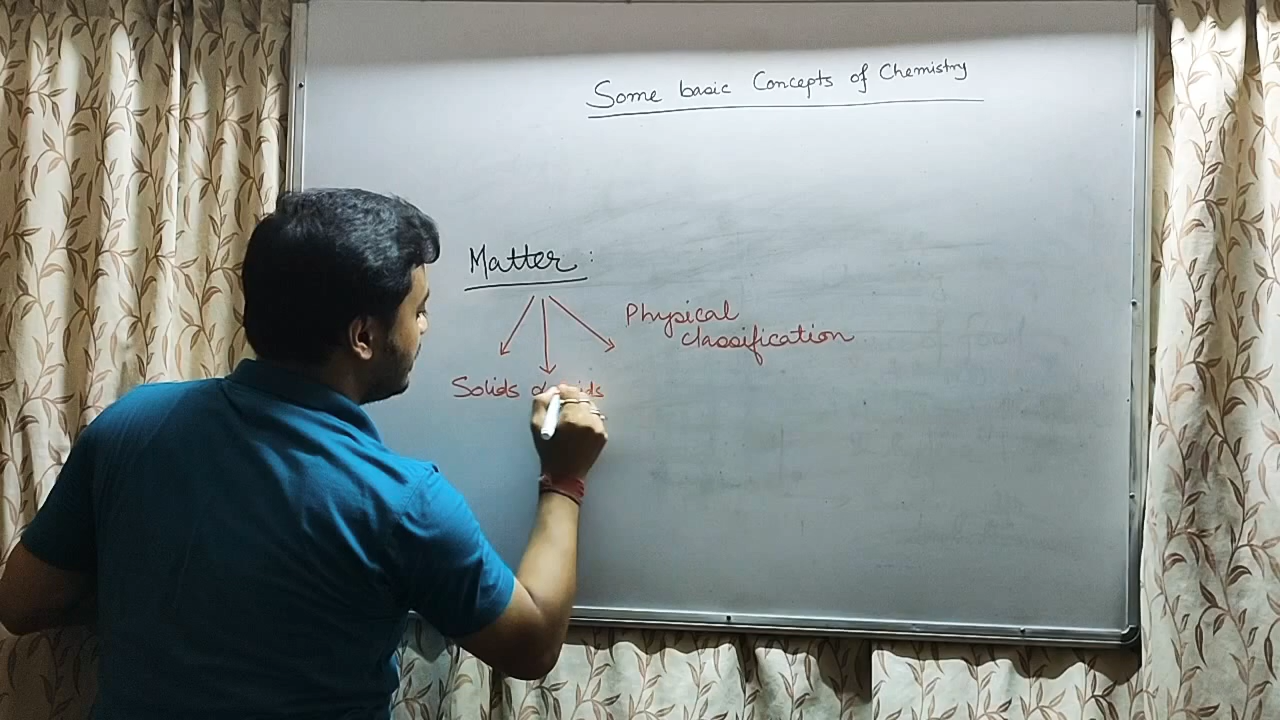 Some basic Concepts of Chemistry
Matter :
Physical
classification
Solids